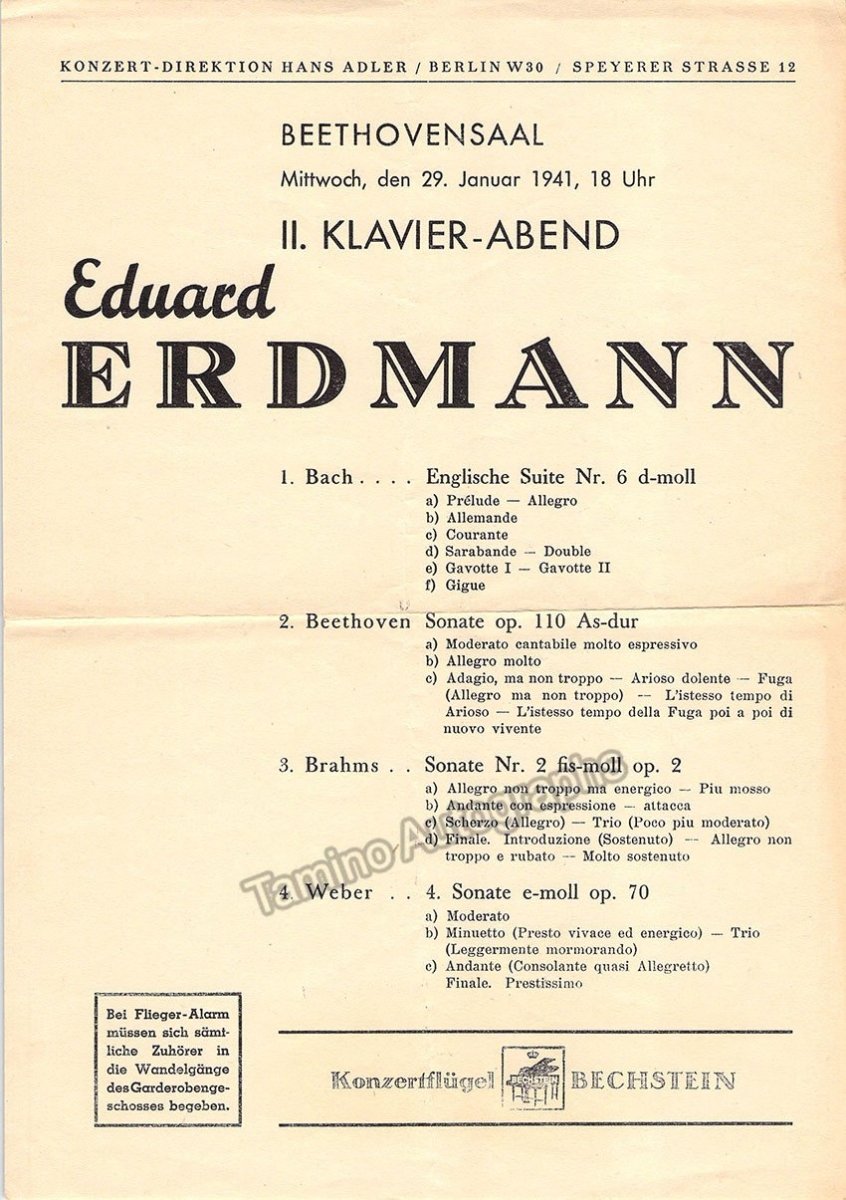 KONZERT-DIREKTION HANS ADLER / BERLIN W30 / SPEYERER STRASSE 12
BEETHOVENSAAL
Mittwoch, den 29. Januar 1941, 18 Uhr
II. KLAVIER-ABEND
Eduard
ERDMANN
1. Bach . . . . Englische Suite Nr. 6 d-moll
a) Prélude — Allegro
b) Allemande
c) Courante
d) Sarabande — Double
e) Gavotte I — Gavotte II
f) Gigue
2. Beethoven Sonate op. 110 As-dur
a) Moderato cantabile molto espressivo
b) Allegro molto
c) Adagio, ma non troppo — Arioso dolente — Fuga
(Allegro ma non troppo) — L'istesso tempo di
Arioso — L'istesso tempo della Fuga poi a poi di
nuovo vivente
3. Brahms . . Sonate Nr. 2 fis-moll op. 2
a) Allegro non troppo ma energico — Piu mosso
b) Andante con espressione — attacca
c) Scherzo (Allegro) — Trio (Poco piu moderato)
d) Finale. Introduzione (Sostenuto) — Allegro non
troppo e rubato — Molto sostenuto
Tamino Autographs
4. Weber . . 4. Sonate e-moll op. 70
a) Moderato
b) Minuetto (Presto vivace ed energico) — Trio
(Leggermente mormorando)
c) Andante (Consolante quasi Allegretto)
Finale. Prestissimo
Bei Flieger-Alarm
müssen sich sämt-
liche Zuhörer in
die Wandelgänge
des Garderobenge-
schosses begeben.
Konzertflügel BECHSTEIN BECHSTEIN